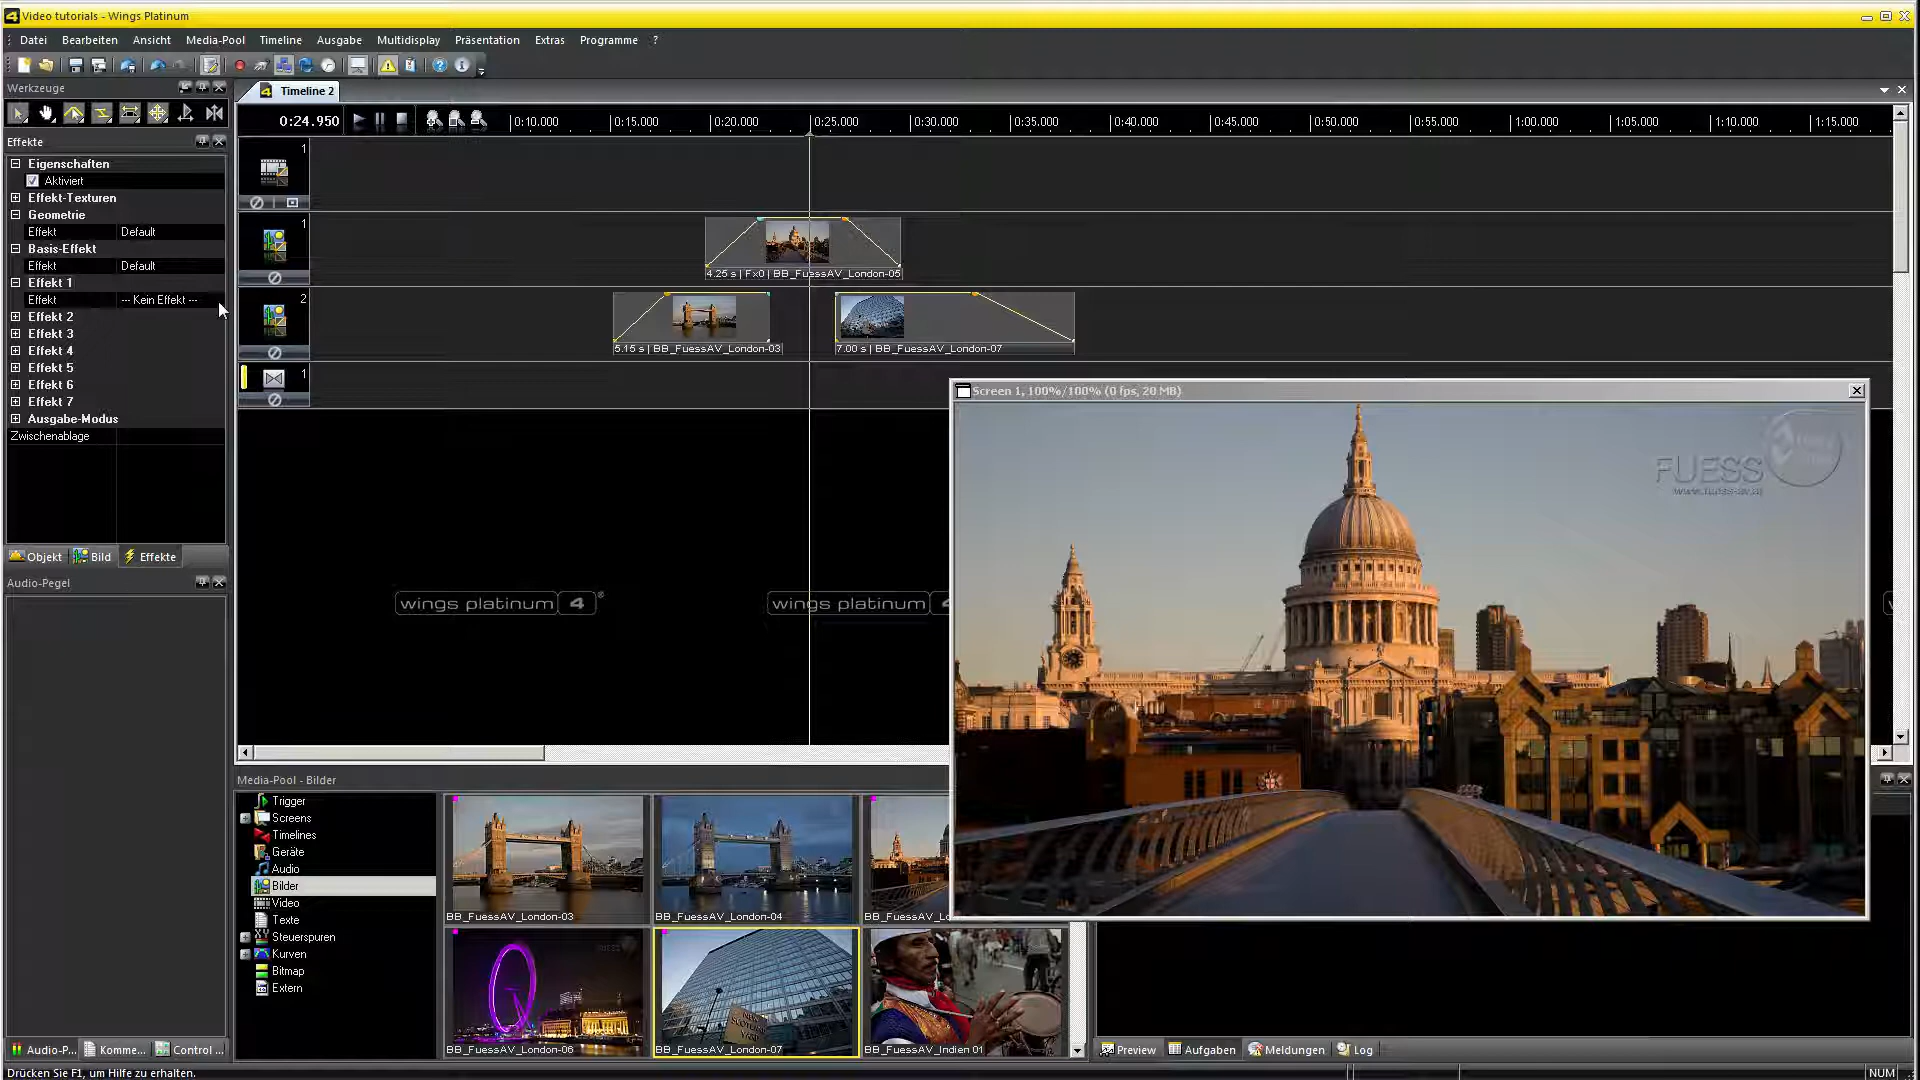 Video tutorials - Wings Platinum
Datei Bearbeiten Ansicht Media-Pool Timeline Ausgabe Multidisplay Präsentation Extras Programme ?
Werkzeuge
Timeline 2
0:24.950
0:10.000 0:15.000 0:20.000 0:25.000 0:30.000 0:35.000 0:40.000 0:45.000 0:50.000 0:55.000 1:00.000 1:05.000 1:10.000 1:15.000
Effekte
Eigenschaften
Aktiviert
Effekt-Texturen
Geometrie
Effekt Default
Basis-Effekt
Effekt Default
Effekt 1
Effekt --- Kein Effekt ---
Effekt 2
Effekt 3
Effekt 4
Effekt 5
Effekt 6
Effekt 7
Ausgabe-Modus
Zwischenablage
Objekt Bild Effekte
Audio-Pegel
1
1
4.25 s | Fx0 | BB_FuessAV_London-05
2
5.15 s | BB_FuessAV_London-03
7.00 s | BB_FuessAV_London-07
1
wings platinum 4
wings platinum 4
Screen 1, 100%/100% (0 fps, 20 MB)
FUESS
Media-Pool - Bilder
Trigger
Screens
Timelines
Geräte
Audio
Bilder
Video
Texte
Steuerspuren
Kurven
Bitmap
Extern
BB_FuessAV_London-03
BB_FuessAV_London-04
BB_FuessAV_Lo
BB_FuessAV_London-06
BB_FuessAV_London-07
BB_FuessAV_Indien 01
Audio-P... Komme... Control ...
Preview Aufgaben Meldungen Log
Drücken Sie F1, um Hilfe zu erhalten.
NUM